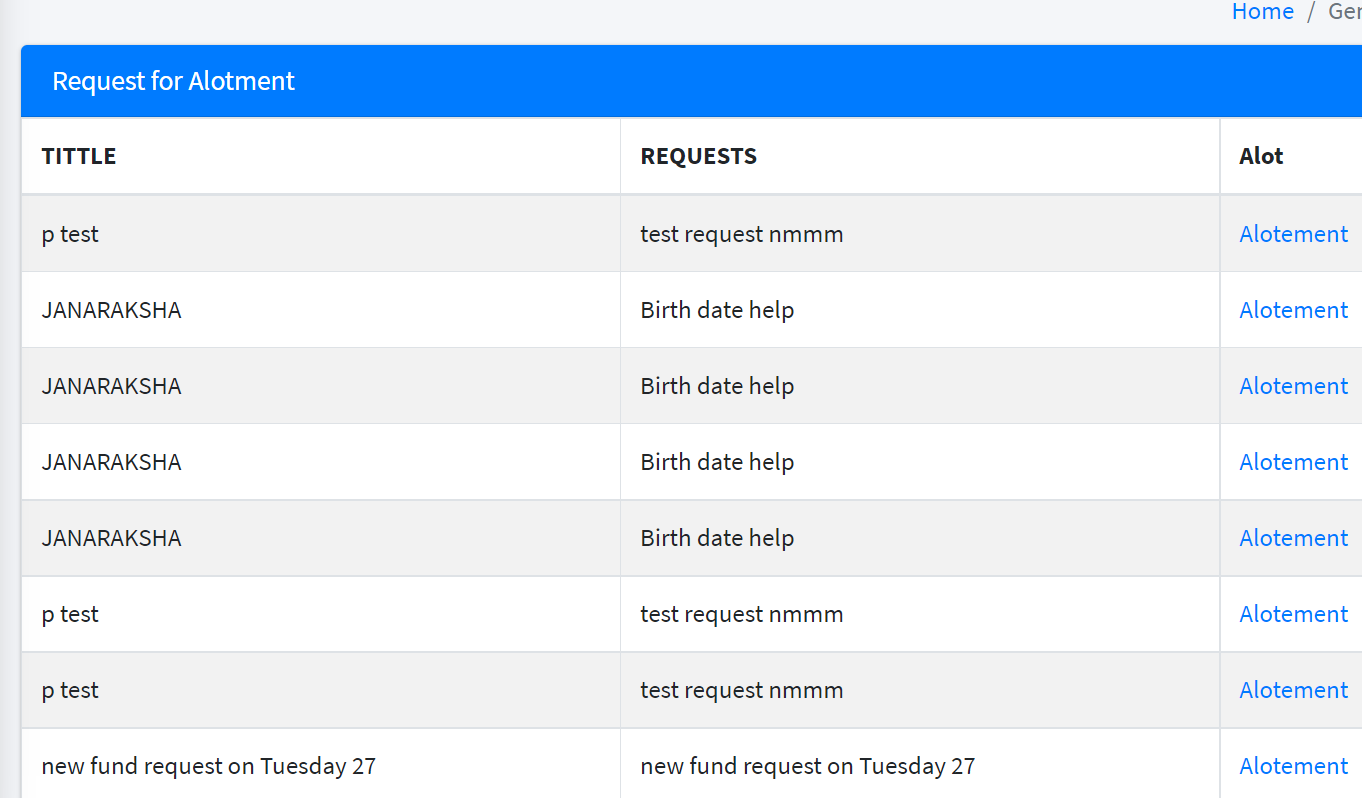 Home / Ger
Request for Alotment
TITTLE REQUESTS Alot
p test test request nmmm Alotement
JANARAKSHA Birth date help Alotement
JANARAKSHA Birth date help Alotement
JANARAKSHA Birth date help Alotement
JANARAKSHA Birth date help Alotement
p test test request nmmm Alotement
p test test request nmmm Alotement
new fund request on Tuesday 27 new fund request on Tuesday 27 Alotement